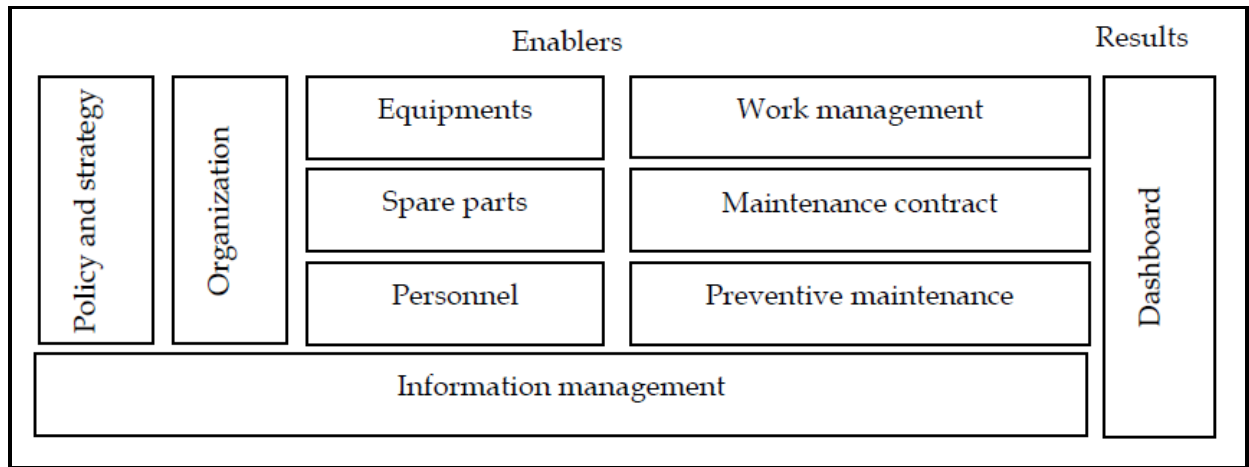 Enablers
Results
Policy and strategy
Organization
Equipments
Work management
Spare parts
Maintenance contract
Personnel
Preventive maintenance
Dashboard
Information management